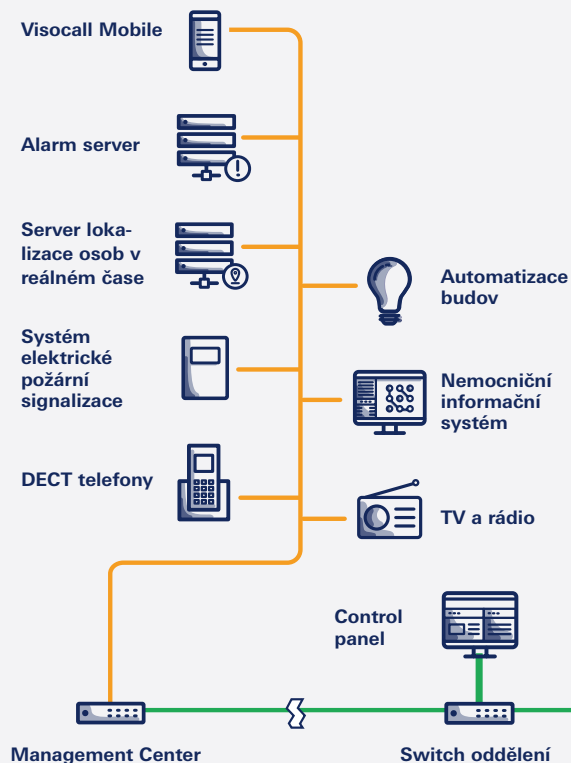 Visocall Mobile
Alarm server
Server loka-
lizace osob v
reálném čase
Automatizace
budov
Systém
elektrické
požární
signalizace
Nemocniční
informační
systém
DECT telefony
TV a rádio
Control
panel
Management Center
Switch oddělení